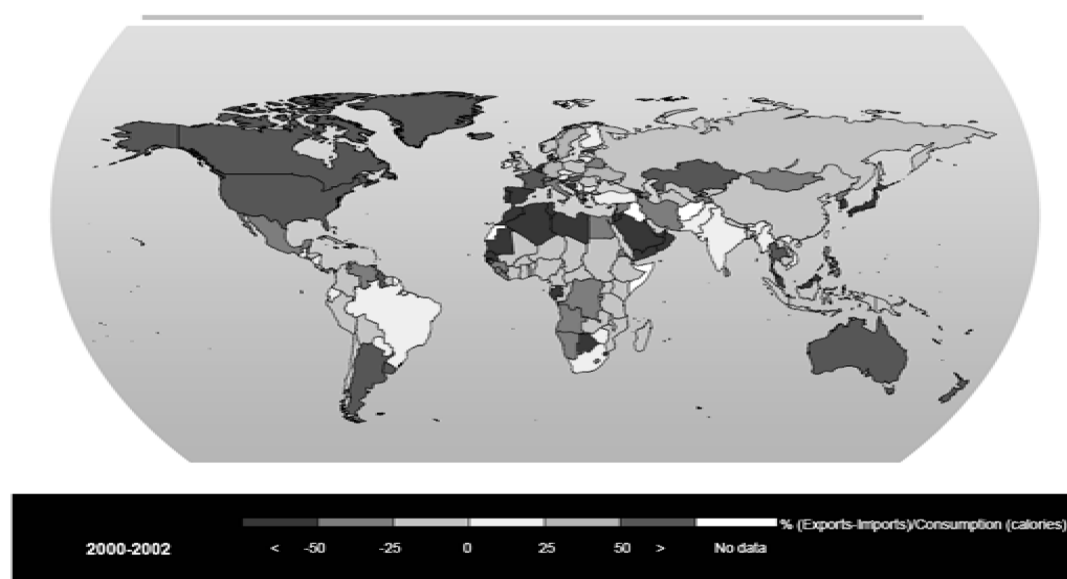 % (Exports-Imports)/Consumption (calories)
2000-2002 < -50 -25 0 25 50 > No data